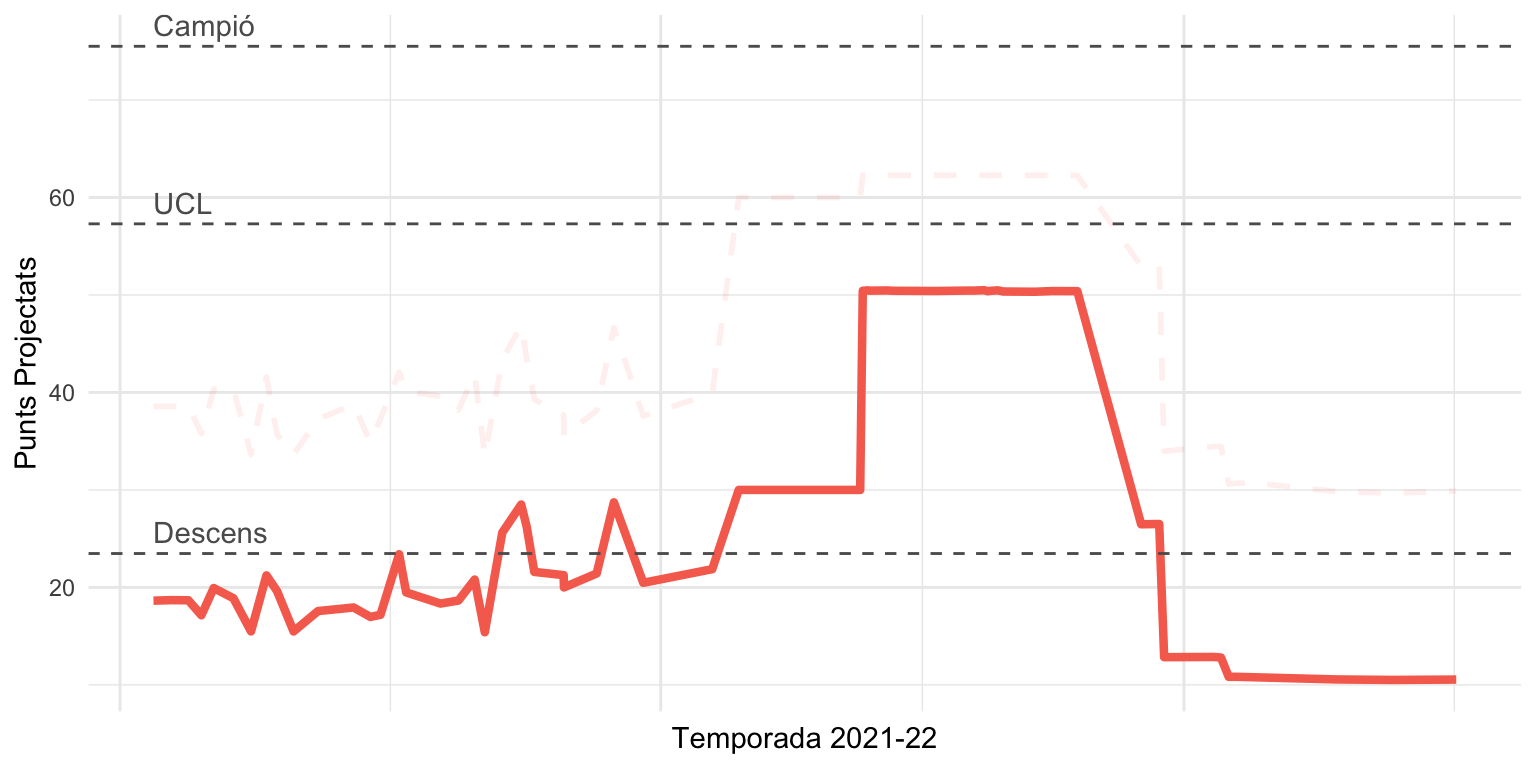 Campió
60
UCL
Punts Projectats
40
Descens
20
Temporada 2021-22